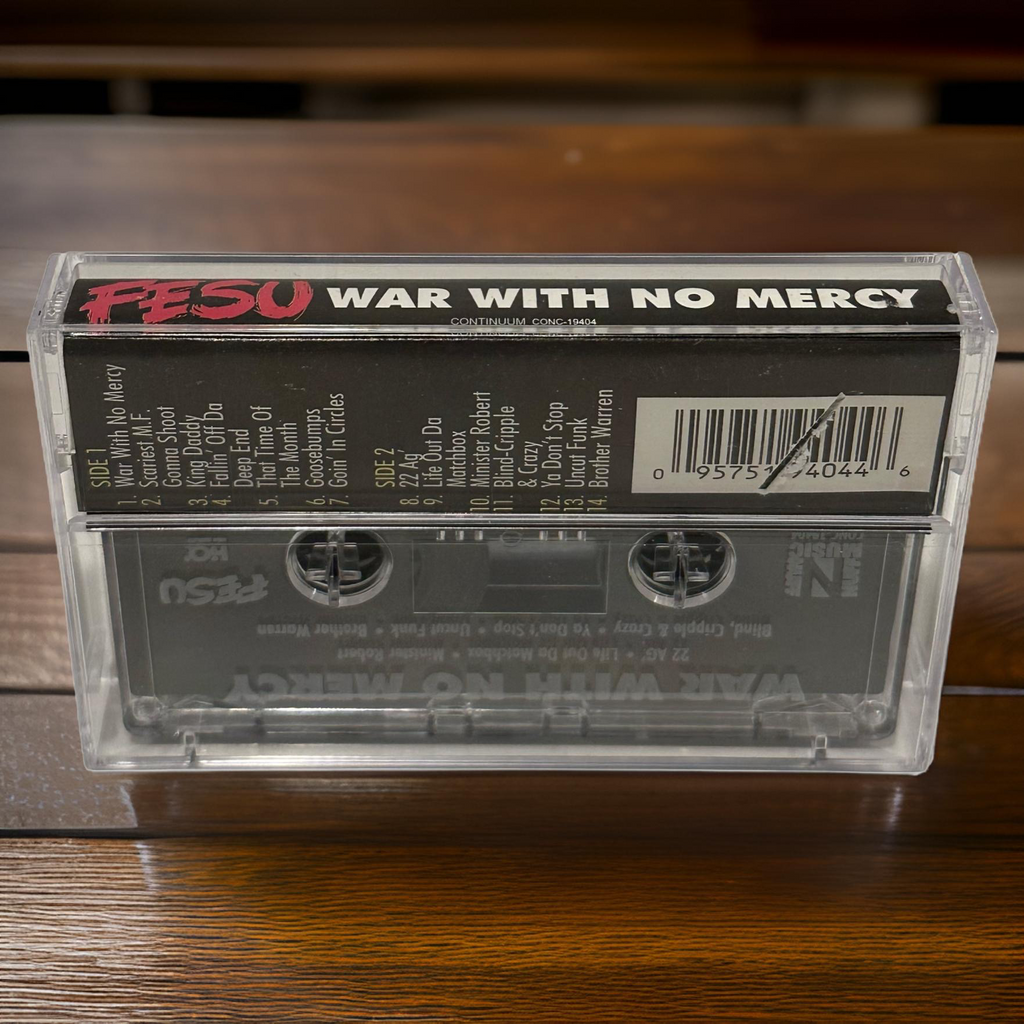 FESU WAR WITH NO MERCY
CONTINUUM CONC-19404
SIDE 1
1. War With No Mercy
2. Scarriest M.F.
Gonna Shoot
3. King Daddy
4. Fallin' Off Da
Deep End
5. That Time Of
The Month
6. Goosebumps
7. Goin' In Circles
SIDE 2
8. 22 Ag'
9. Life Out Da
Matchbox
10. Minister Robert
11. Blind-Cripple
& Crazy
12. Ya Don't Stop
13. Uncut Funk
14. Brother Warren
0 95751 94044 6
WAR WITH NO MERCY
22 AG' • Life Out Da Matchbox • Minister Robert
Blind, Cripple & Crazy • Ya Don't Stop • Uncut Funk • Brother Warren
FESU
HQ
MUSIC